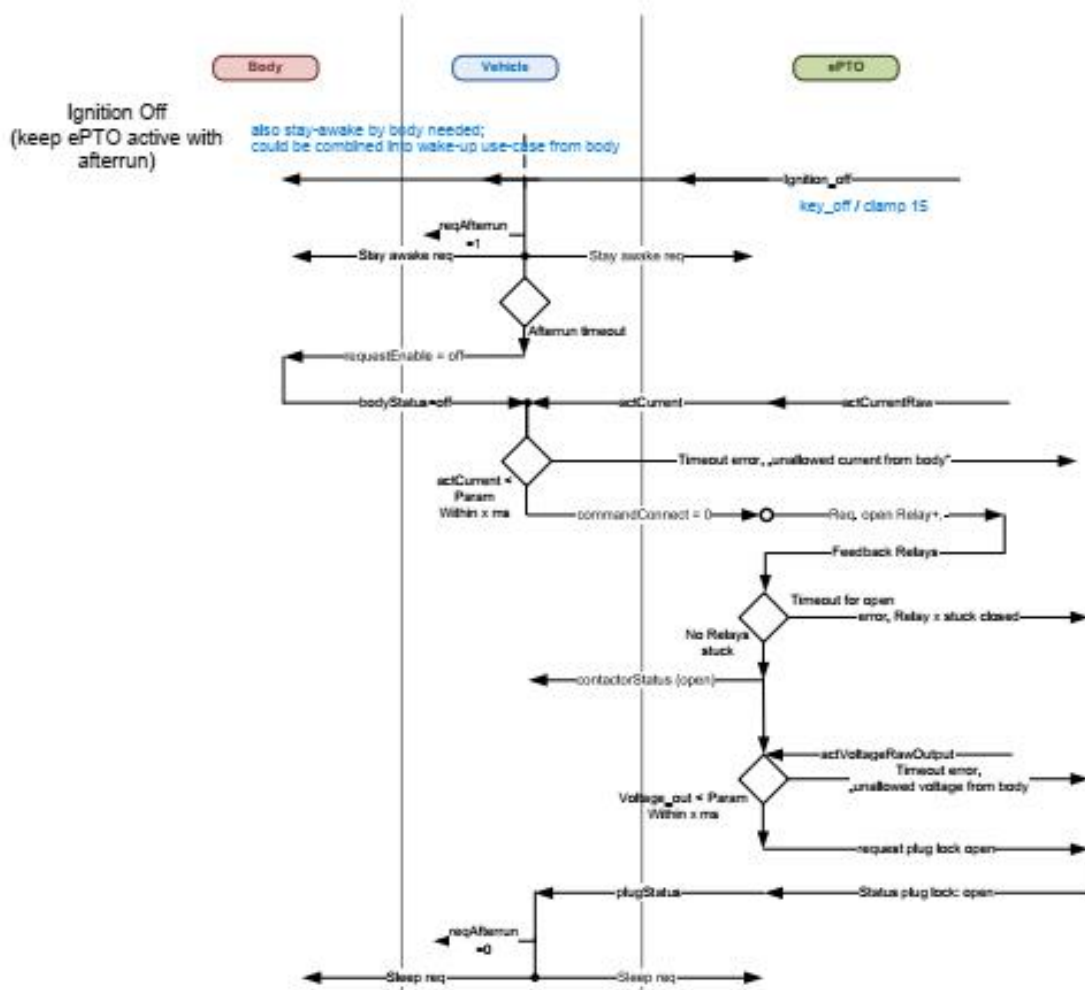 Body
Vehicle
ePTO
Ignition Off
(keep ePTO active with
afterrun)
also stay-awake by body needed;
could be combined into wake-up use-case from body
Ignition_off
key_off / clamp 15
reqAfterrun
=1
Stay awake req
Stay awake req
Afterrun timeout
requestEnable = off
bodyStatus=off
actCurrent
actCurrentRaw
Timeout error, „unallowed current from body"
actCurrent <
Param
Within x ms
commandConnect = 0
Req. open Relay+.
Feedback Relays
Timeout for open
error, Relay x stuck closed
No Relays
stuck
contactorStatus (open)
actVoltageRawOutput
Timeout error,
„unallowed voltage from body
Voltage_out < Param
Within x ms
request plug lock open
plugStatus
Status plug lock: open
reqAfterrun
=0
Sleep req
Sleep req